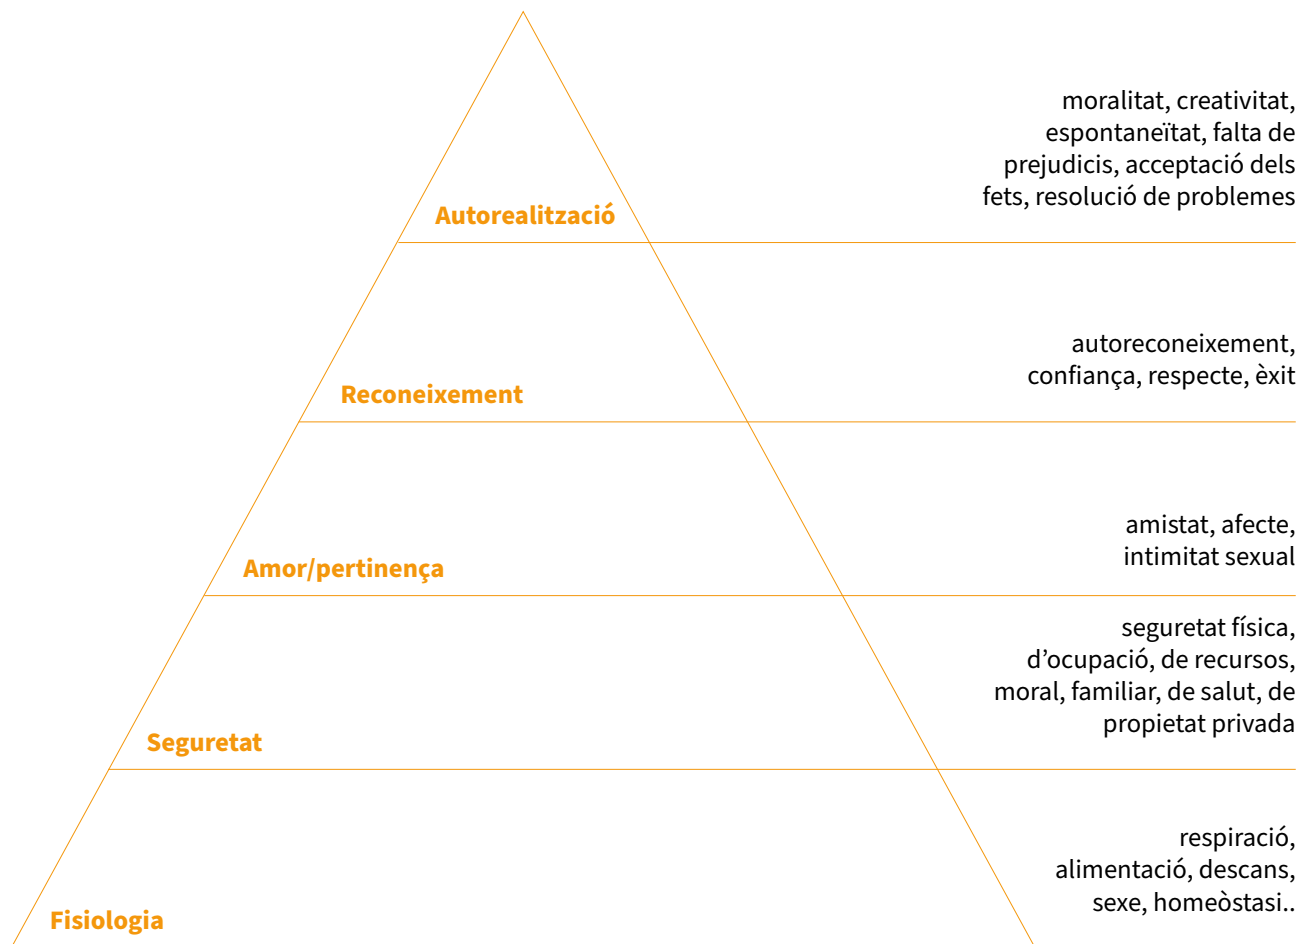 moralitat, creativitat,
espontaneïtat, falta de
prejudicis, acceptació dels
fets, resolució de problemes
Autorealització
autoreconeixement,
confiança, respecte, èxit
Reconeixement
amistat, afecte,
intimitat sexual
Amor/pertinença
seguretat física,
d’ocupació, de recursos,
moral, familiar, de salut, de
propietat privada
Seguretat
respiració,
alimentació, descans,
sexe, homeòstasi..
Fisiologia